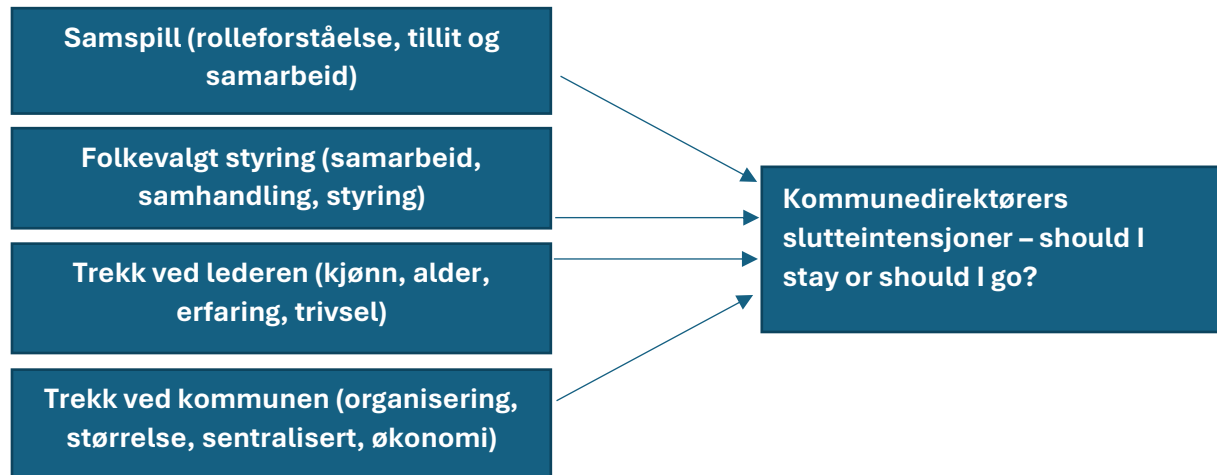 Samspill (rolleforståelse, tillit og
samarbeid)
Folkevalgt styring (samarbeid,
samhandling, styring)
Trekk ved lederen (kjønn, alder,
erfaring, trivsel)
Trekk ved kommunen (organisering,
størrelse, sentralisert, økonomi)
Kommunedirektørers
slutteintensjoner – should I
stay or should I go?